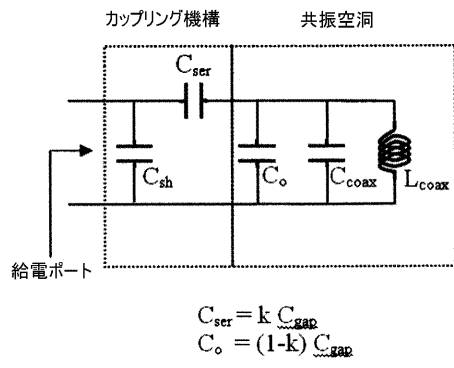 カップリング機構
共振空洞
Cser
Csh
Co
Ccoax
Lcoax
給電ポート
Cser = k Cgap
Co = (1-k) Cgap